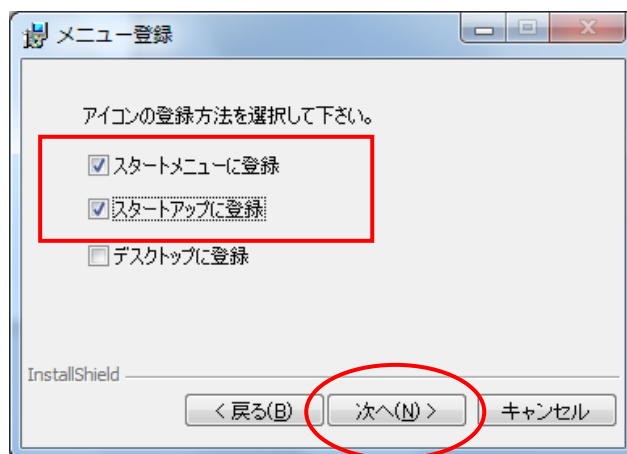 メニュー登録
アイコンの登録方法を選択して下さい。
スタートメニューに登録
スタートアップに登録
デスクトップに登録
InstallShield
< 戻る(B)
次へ(N) >
キャンセル